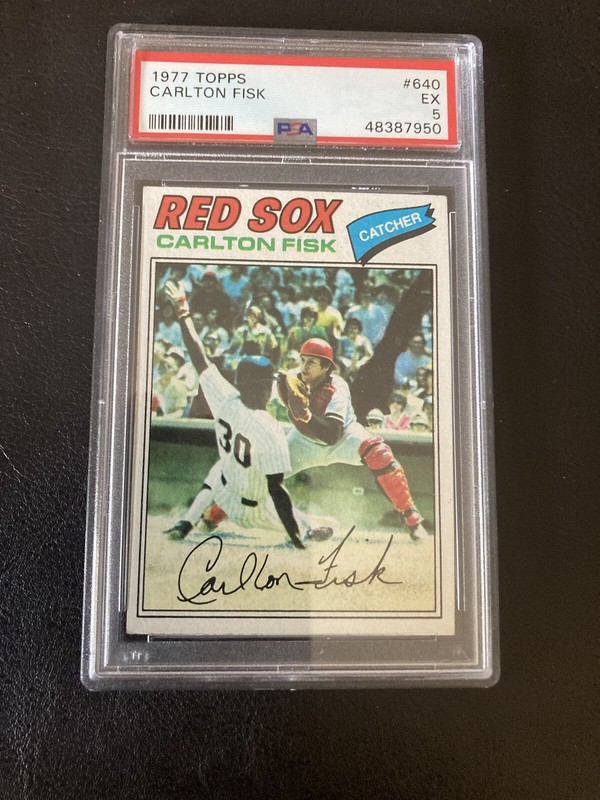 1977 TOPPS #640
CARLTON FISK EX
5
PSA 48387950
RED SOX
CARLTON FISK
CATCHER
30
Carlton Fisk